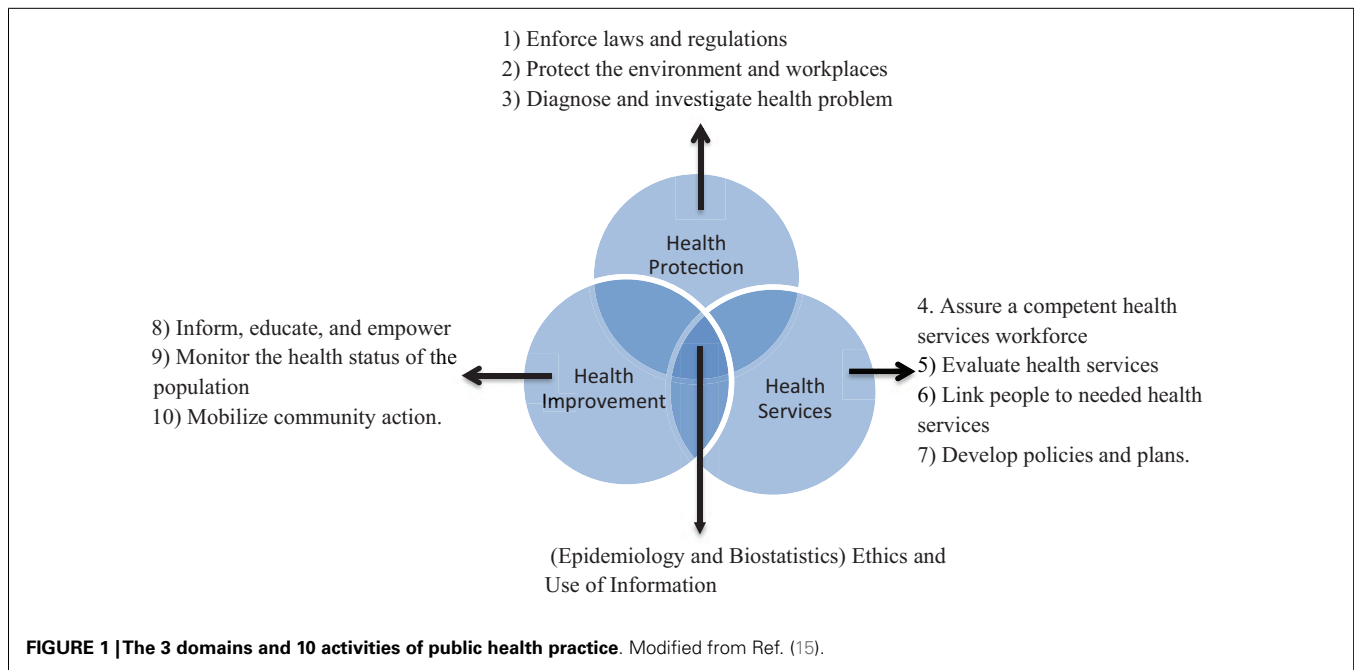 1) Enforce laws and regulations
2) Protect the environment and workplaces
3) Diagnose and investigate health problem
Health
Protection
8) Inform, educate, and empower
9) Monitor the health status of the
population
10) Mobilize community action.
Health
Improvement
Health
Services
4. Assure a competent health
services workforce
5) Evaluate health services
6) Link people to needed health
services
7) Develop policies and plans.
(Epidemiology and Biostatistics) Ethics and
Use of Information
FIGURE 1 | The 3 domains and 10 activities of public health practice. Modified from Ref. (15).